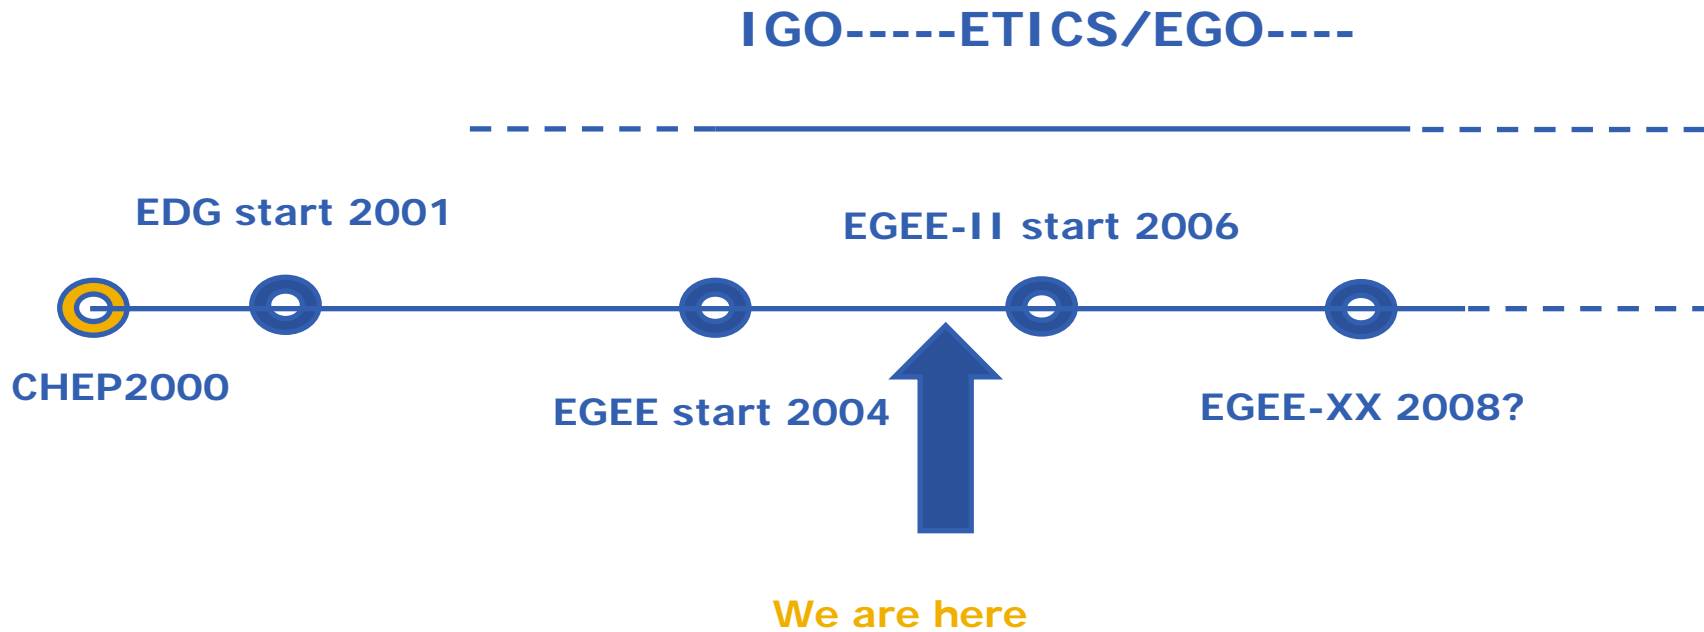 IGO-----ETICS/EGO----
EDG start 2001
EGEE-II start 2006
CHEP2000
EGEE start 2004
EGEE-XX 2008?
We are here